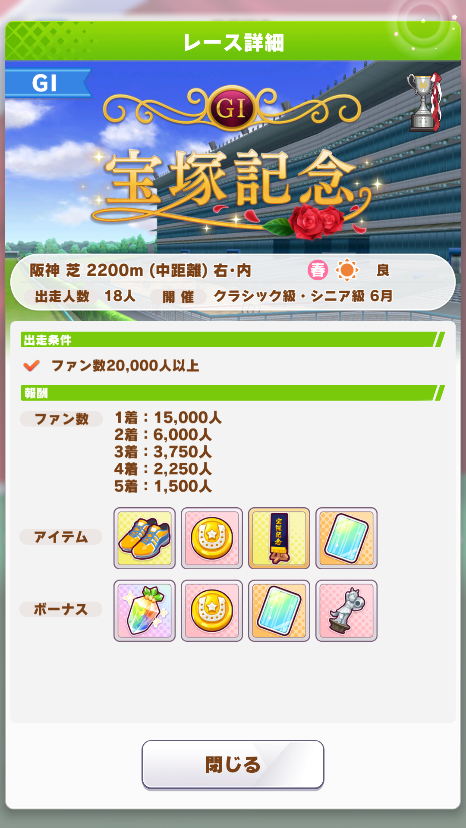 レース詳細
GI
GI
宝塚記念
阪神 芝 2200m (中距離) 右・内
春
良
出走人数 18人 開催 クラシック級・シニア級 6月
出走条件
ファン数20,000人以上
報酬
ファン数 1着：15,000人
2着：6,000人
3着：3,750人
4着：2,250人
5着：1,500人
アイテム
宝塚記念
ボーナス
閉じる